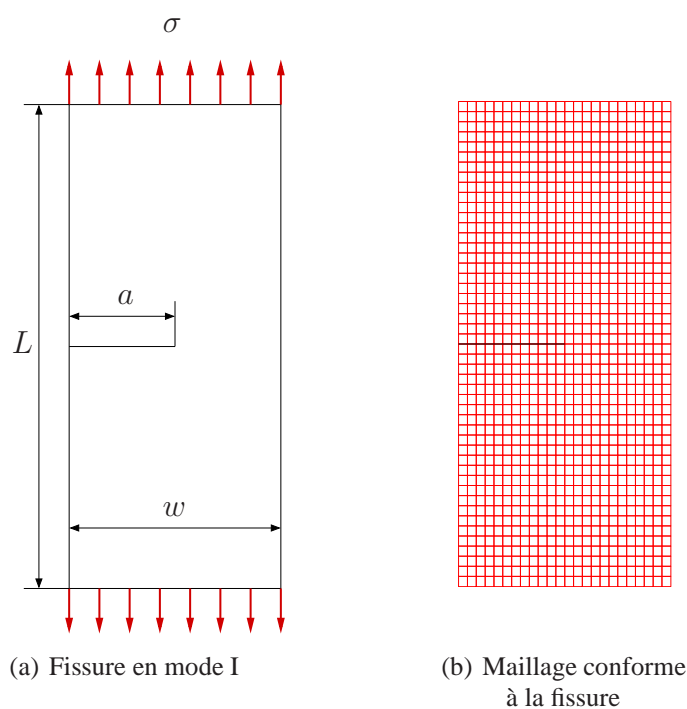 σ
a
L
w
(a) Fissure en mode I
(b) Maillage conforme
à la fissure